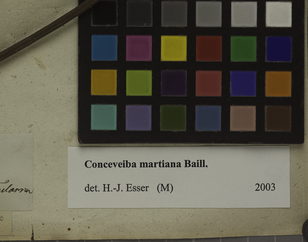 Conceveiba martiana Baill.
det. H.-J. Esser (M) 2003